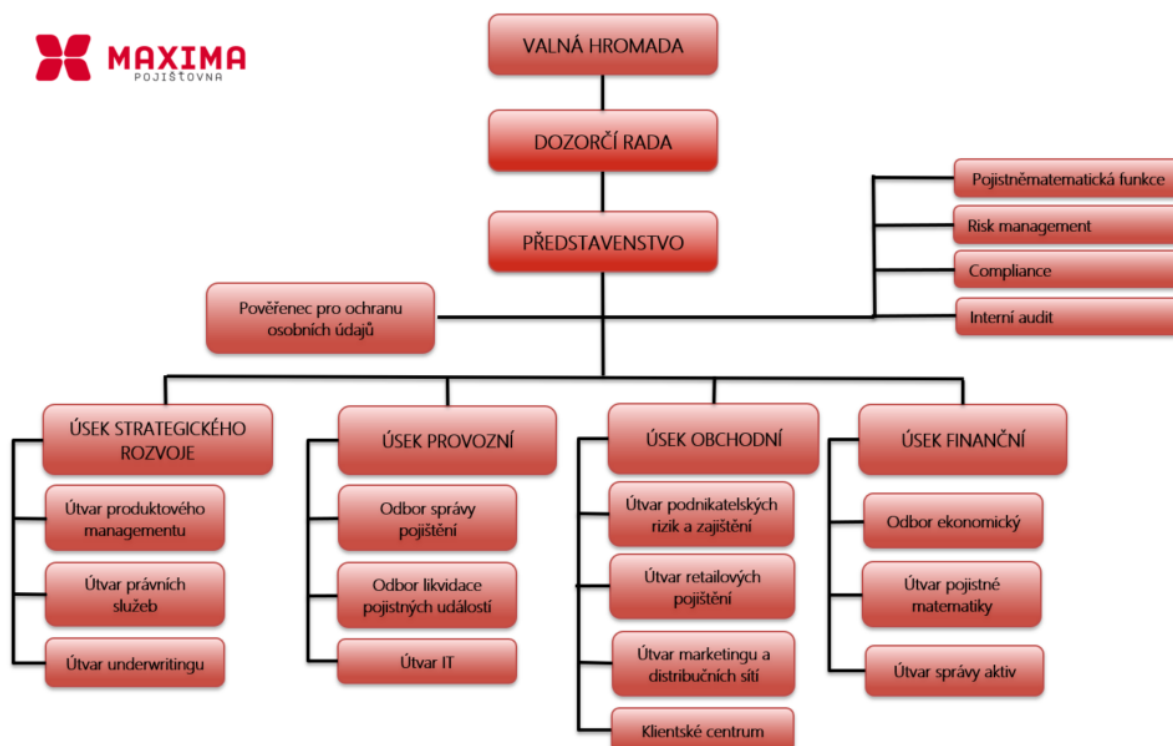 MAXIMA
POJIŠŤOVNA
VALNÁ HROMADA
DOZORČÍ RADA
PŘEDSTAVENSTVO
Pojistněmatematická funkce
Risk management
Compliance
Interní audit
Pověřenec pro ochranu
osobních údajů
ÚSEK STRATEGICKÉHO
ROZVOJE
Útvar produktového
managementu
Útvar právních
služeb
Útvar underwritingu
ÚSEK PROVOZNÍ
Odbor správy
pojištění
Odbor likvidace
pojistných událostí
Útvar IT
ÚSEK OBCHODNÍ
Útvar podnikatelských
rizik a zajištění
Útvar retailových
pojištění
Útvar marketingu a
distribučních sítí
Klientské centrum
ÚSEK FINANČNÍ
Odbor ekonomický
Útvar pojistné
matematiky
Útvar správy aktiv